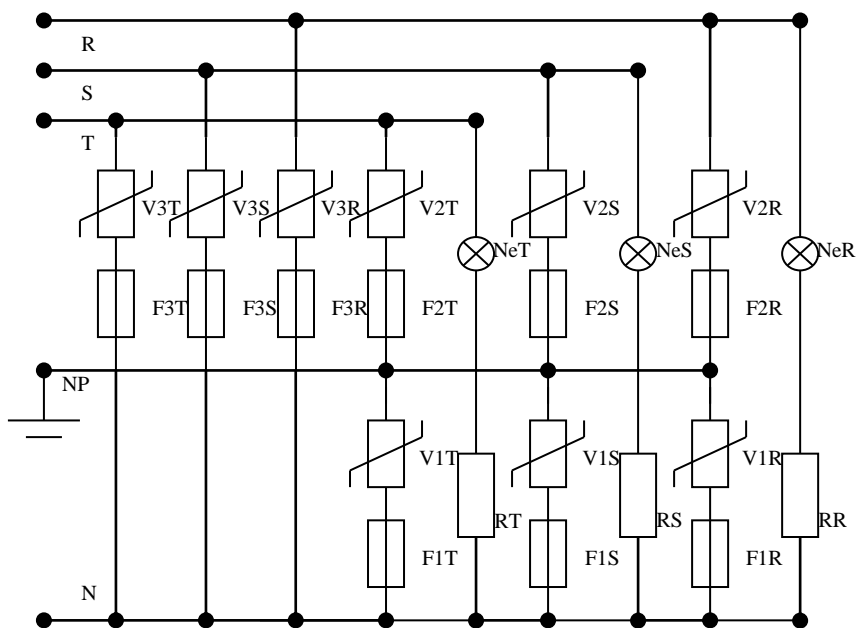 R
S
T
V3T V3S V3R V2T V2S V2R
NeT NeS NeR
F3T F3S F3R F2T F2S F2R
NP
V1T V1S V1R
RT RS RR
F1T F1S F1R
N